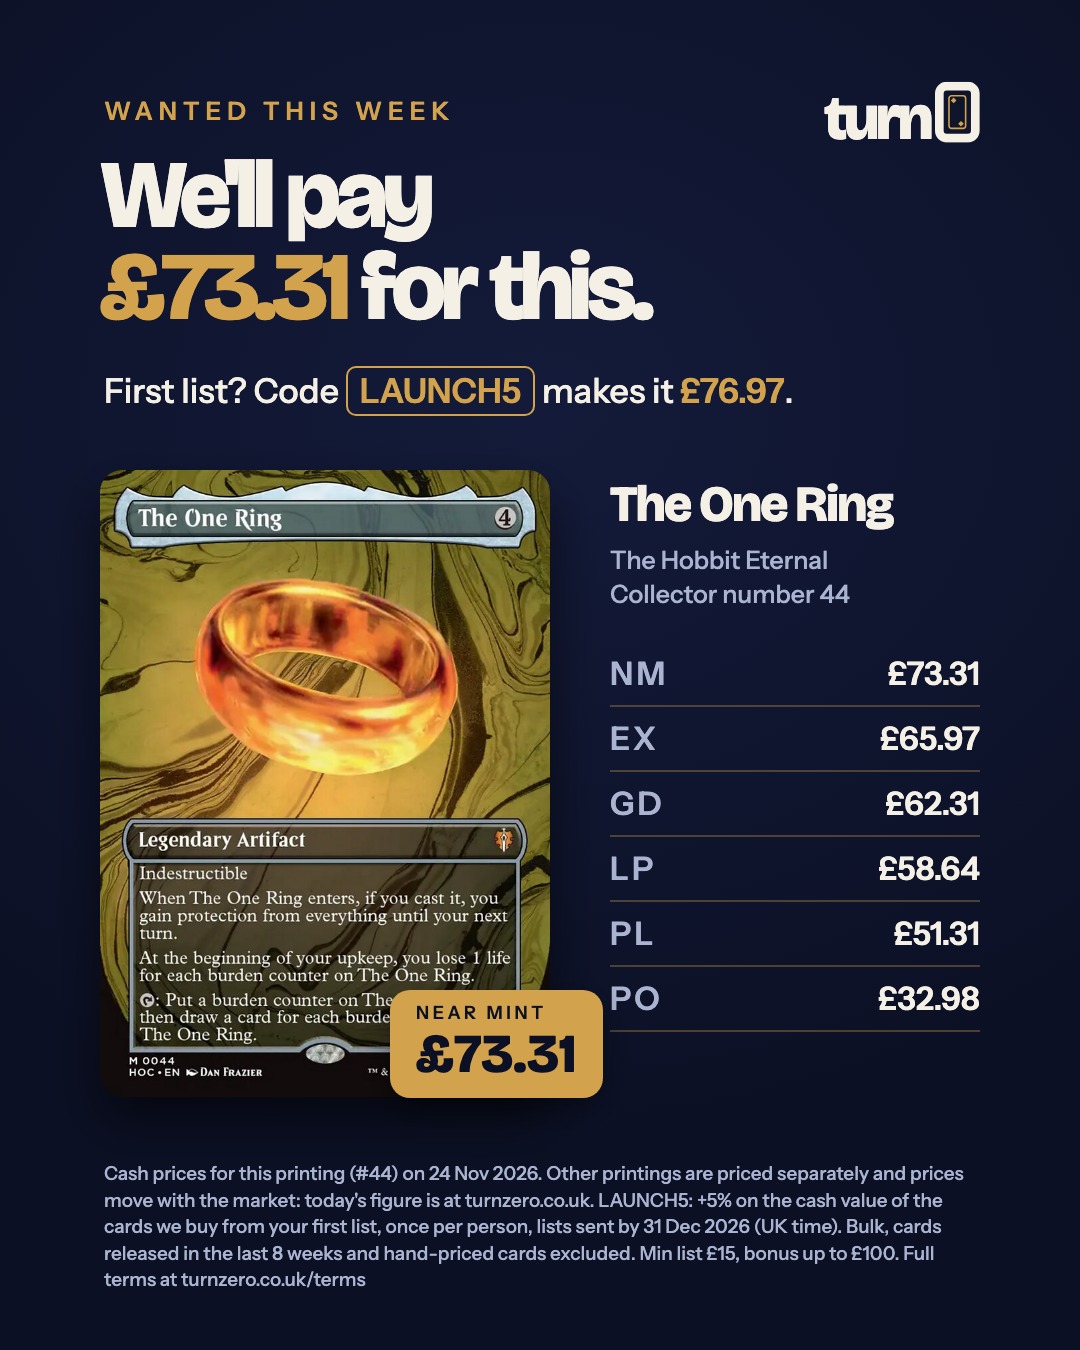 WANTED THIS WEEK
turn0
We'll pay
£73.31 for this.
First list? Code LAUNCH5 makes it £76.97.
The One Ring 4
Legendary Artifact
Indestructible
When The One Ring enters, if you cast it, you
gain protection from everything until your next
turn.
At the beginning of your upkeep, you lose 1 life
for each burden counter on The One Ring.
: Put a burden counter on The
then draw a card for each burde
The One Ring.
M 0044
HOC • EN DAN FRAZIER ™ &
NEAR MINT
£73.31
The One Ring
The Hobbit Eternal
Collector number 44
NM £73.31
EX £65.97
GD £62.31
LP £58.64
PL £51.31
PO £32.98
Cash prices for this printing (#44) on 24 Nov 2026. Other printings are priced separately and prices
move with the market: today's figure is at turnzero.co.uk. LAUNCH5: +5% on the cash value of the
cards we buy from your first list, once per person, lists sent by 31 Dec 2026 (UK time). Bulk, cards
released in the last 8 weeks and hand-priced cards excluded. Min list £15, bonus up to £100. Full
terms at turnzero.co.uk/terms